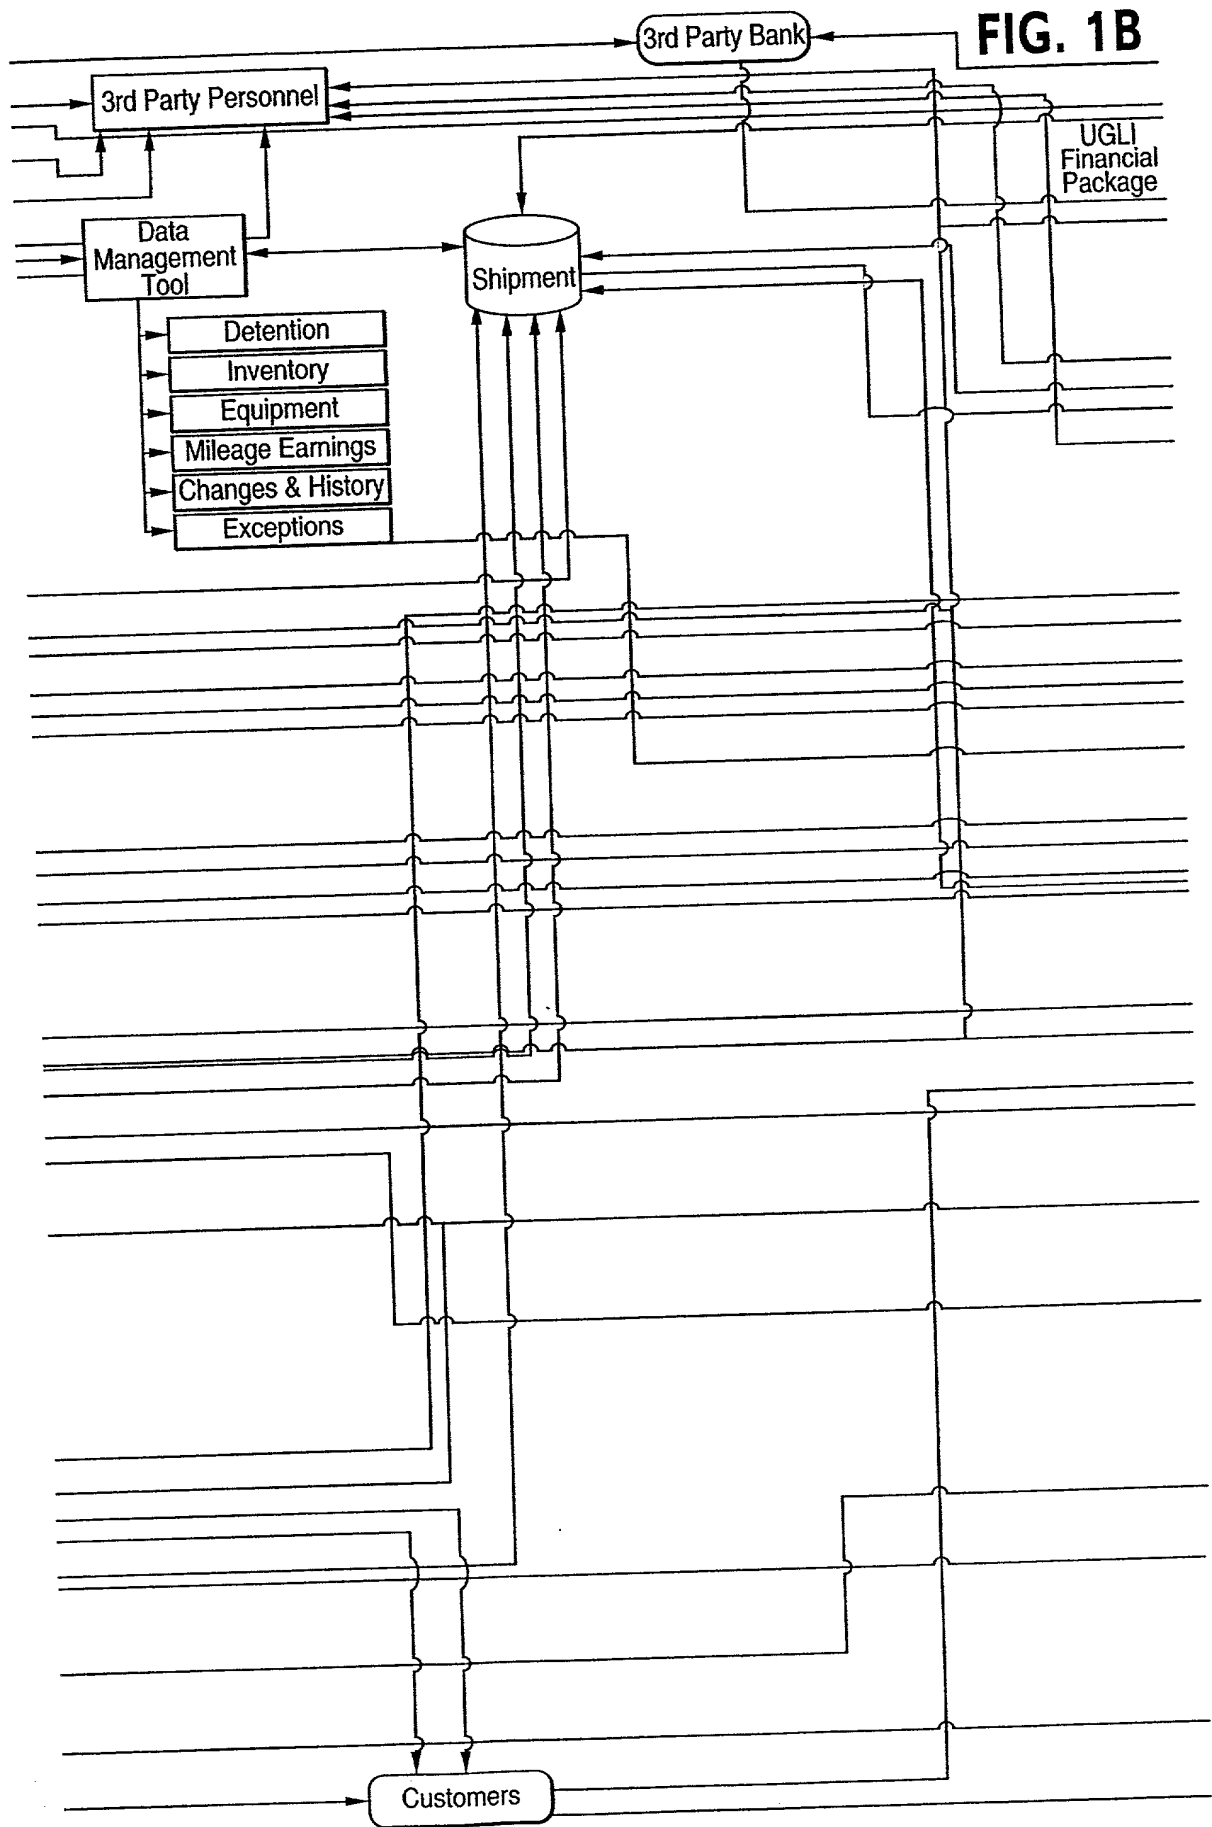 FIG. 1B
3rd Party Bank
3rd Party Personnel
UGLI
Financial
Package
Data
Management
Tool
Shipment
Detention
Inventory
Equipment
Mileage Earnings
Changes & History
Exceptions
Customers